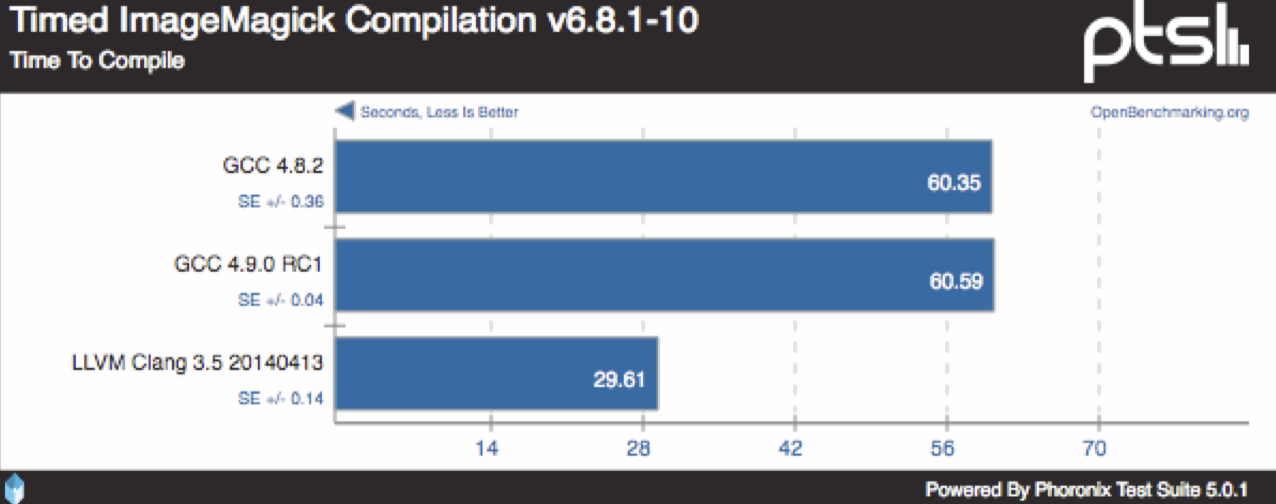 Timed ImageMagick Compilation v6.8.1-10
Time To Compile
ptsl
Seconds, Less Is Better
OpenBenchmarking.org
GCC 4.8.2
SE +/- 0.36
60.35
GCC 4.9.0 RC1
SE +/- 0.04
60.59
LLVM Clang 3.5 20140413
SE +/- 0.14
29.61
14 28 42 56 70
Powered By Phoronix Test Suite 5.0.1